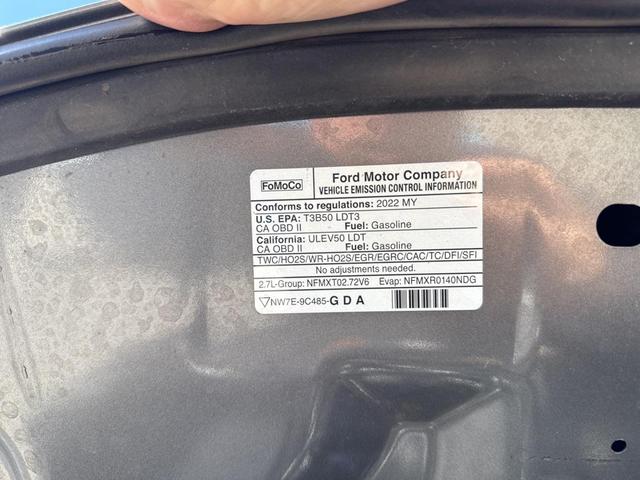 FoMoCo
Ford Motor Company
VEHICLE EMISSION CONTROL INFORMATION
Conforms to regulations: 2022 MY
U.S. EPA: T3B50 LDT3
CA OBD II Fuel: Gasoline
California: ULEV50 LDT
CA OBD II Fuel: Gasoline
TWC/HO2S/WR-HO2S/EGR/EGRC/CAC/TC/DFI/SFI
No adjustments needed.
2.7L-Group: NFMXT02.72V6 Evap: NFMXR0140NDG
NW7E-9C485-GDA